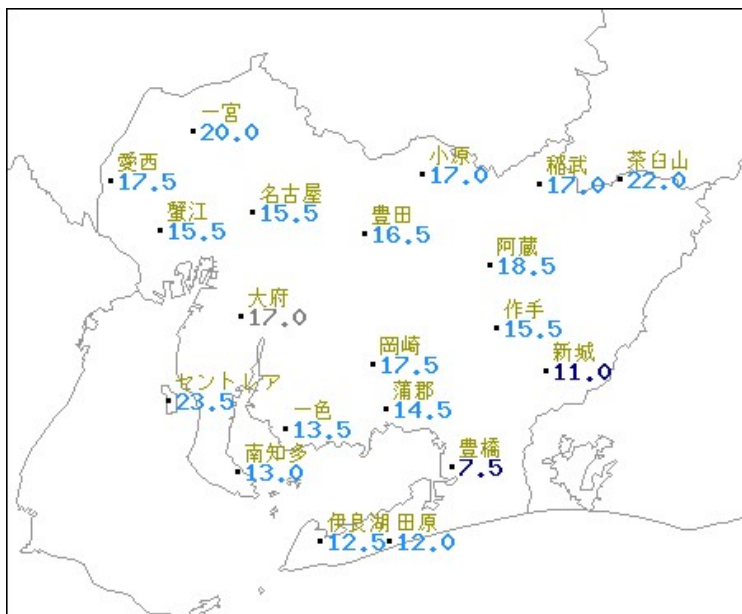 一宮
20.0
愛西
17.5
小原
17.0
稲武
17.0
茶臼山
22.0
蟹江
15.5
名古屋
15.5
豊田
16.5
阿蔵
18.5
大府
17.0
作手
15.5
岡崎
17.5
新城
11.0
セントレア
23.5
蒲郡
14.5
一色
13.5
南知多
13.0
豊橋
7.5
伊良湖
12.5
田原
12.0